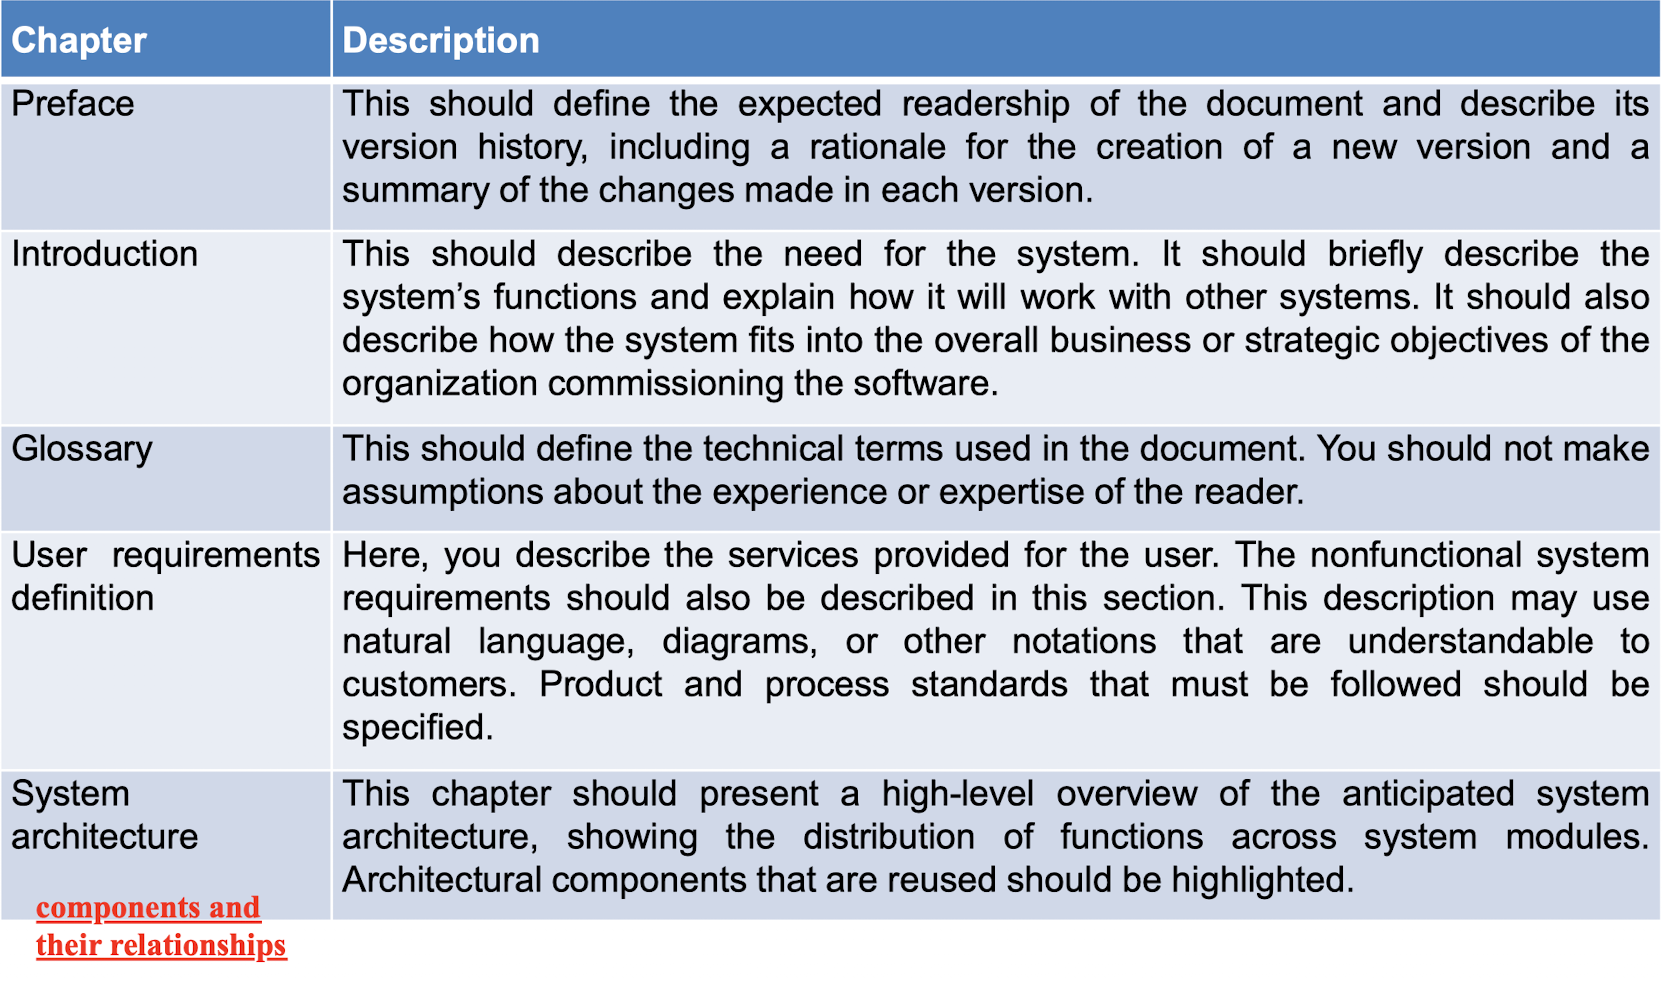 Chapter
Description
Preface
This should define the expected readership of the document and describe its
version history, including a rationale for the creation of a new version and a
summary of the changes made in each version.
Introduction
This should describe the need for the system. It should briefly describe the
system’s functions and explain how it will work with other systems. It should also
describe how the system fits into the overall business or strategic objectives of the
organization commissioning the software.
Glossary
This should define the technical terms used in the document. You should not make
assumptions about the experience or expertise of the reader.
User requirements
definition
Here, you describe the services provided for the user. The nonfunctional system
requirements should also be described in this section. This description may use
natural language, diagrams, or other notations that are understandable to
customers. Product and process standards that must be followed should be
specified.
System
architecture
This chapter should present a high-level overview of the anticipated system
architecture, showing the distribution of functions across system modules.
Architectural components that are reused should be highlighted.
components and
their relationships